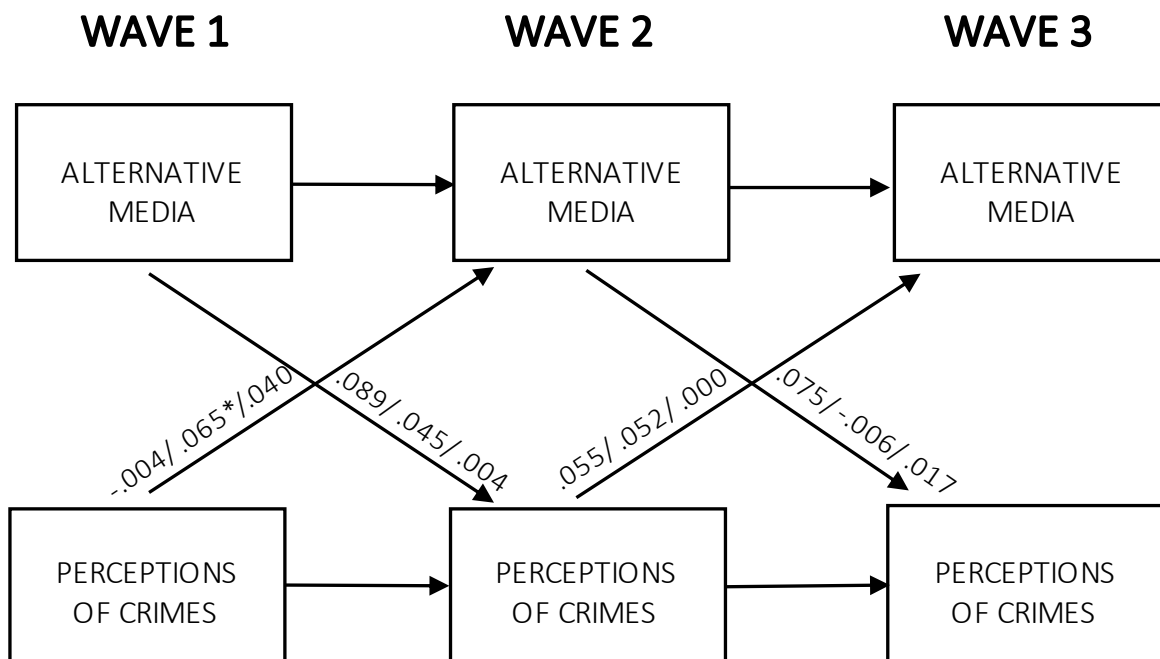 WAVE 1
WAVE 2
WAVE 3
ALTERNATIVE
MEDIA
ALTERNATIVE
MEDIA
ALTERNATIVE
MEDIA
-.004/ .065*/.040
.089/ .045/ .004
.055/ .052/ .000
.075/ -.006/ .017
PERCEPTIONS
OF CRIMES
PERCEPTIONS
OF CRIMES
PERCEPTIONS
OF CRIMES